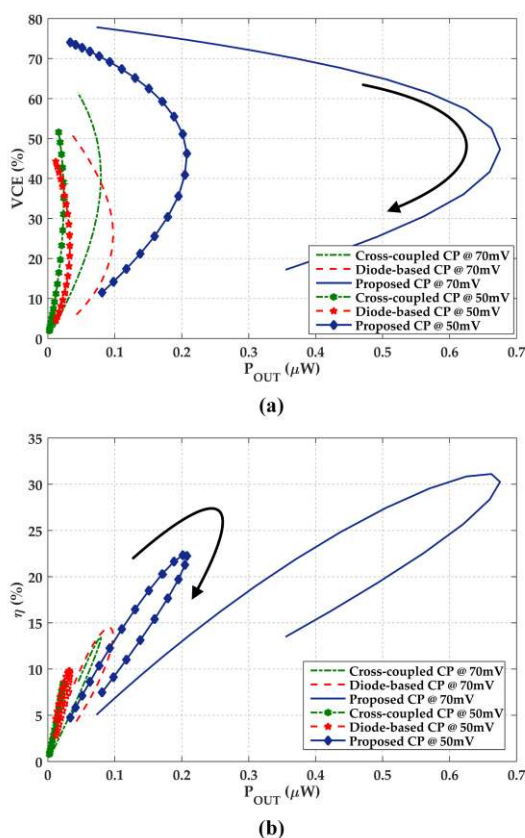 80
70
60
50
40
30
20
10
0
VCE (%)
Cross-coupled CP @ 70mV
Diode-based CP @ 70mV
Proposed CP @ 70mV
Cross-coupled CP @ 50mV
Diode-based CP @ 50mV
Proposed CP @ 50mV
0 0.1 0.2 0.3 0.4 0.5 0.6 0.7
P_OUT (μW)
(a)
35
30
25
20
15
10
5
0
η (%)
Cross-coupled CP @ 70mV
Diode-based CP @ 70mV
Proposed CP @ 70mV
Cross-coupled CP @ 50mV
Diode-based CP @ 50mV
Proposed CP @ 50mV
0 0.1 0.2 0.3 0.4 0.5 0.6 0.7
P_OUT (μW)
(b)